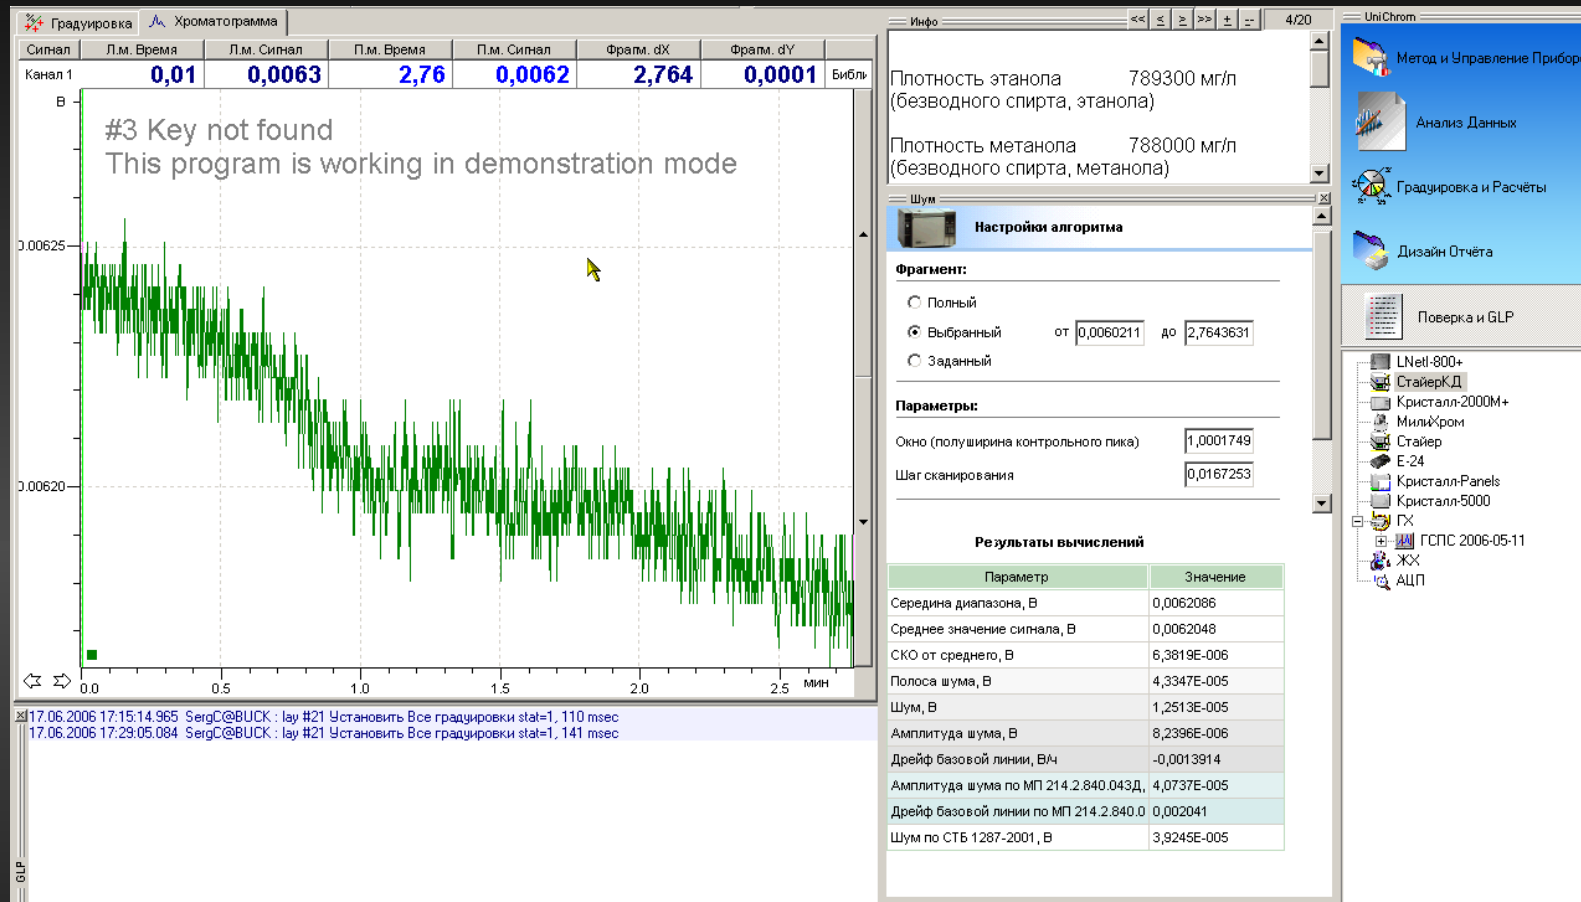 Градуировка Хроматограмма
Сигнал Л.м. Время Л.м. Сигнал П.м. Время П.м. Сигнал Фрагм. dX Фрагм. dY
Канал 1 0,01 0,0063 2,76 0,0062 2,764 0,0001 Библи
В
#3 Key not found
This program is working in demonstration mode
0.00625
0.00620
0.0 0.5 1.0 1.5 2.0 2.5 мин
17.06.2006 17:15:14.965 SergC@BUCK : lay #21 Установить Все градуировки stat=1, 110 msec
17.06.2006 17:29:05.084 SergC@BUCK : lay #21 Установить Все градуировки stat=1, 141 msec
GLP
Инфо << ≤ ≥ >> ± -- 4/20
Плотность этанола 789300 мг/л
(безводного спирта, этанола)
Плотность метанола 788000 мг/л
(безводного спирта, метанола)
Шум
Настройки алгоритма
Фрагмент:
Полный
Выбранный от 0,0060211 до 2,7643631
Заданный
Параметры:
Окно (полуширина контрольного пика) 1,0001749
Шаг сканирования 0,0167253
Результаты вычислений
Параметр Значение
Середина диапазона, В 0,0062086
Среднее значение сигнала, В 0,0062048
СКО от среднего, В 6,3819E-006
Полоса шума, В 4,3347E-005
Шум, В 1,2513E-005
Амплитуда шума, В 8,2396E-006
Дрейф базовой линии, В/ч -0,0013914
Амплитуда шума по МП 214.2.840.043Д, 4,0737E-005
Дрейф базовой линии по МП 214.2.840.0 0,002041
Шум по СТБ 1287-2001, В 3,9245E-005
UniChrom
Метод и Управление Приборо
Анализ Данных
Градуировка и Расчёты
Дизайн Отчёта
Поверка и GLP
LNetI-800+
СтайерКД
Кристалл-2000М+
МилиХром
Стайер
Е-24
Кристалл-Panels
Кристалл-5000
ГХ
ГСПС 2006-05-11
ЖХ
АЦП